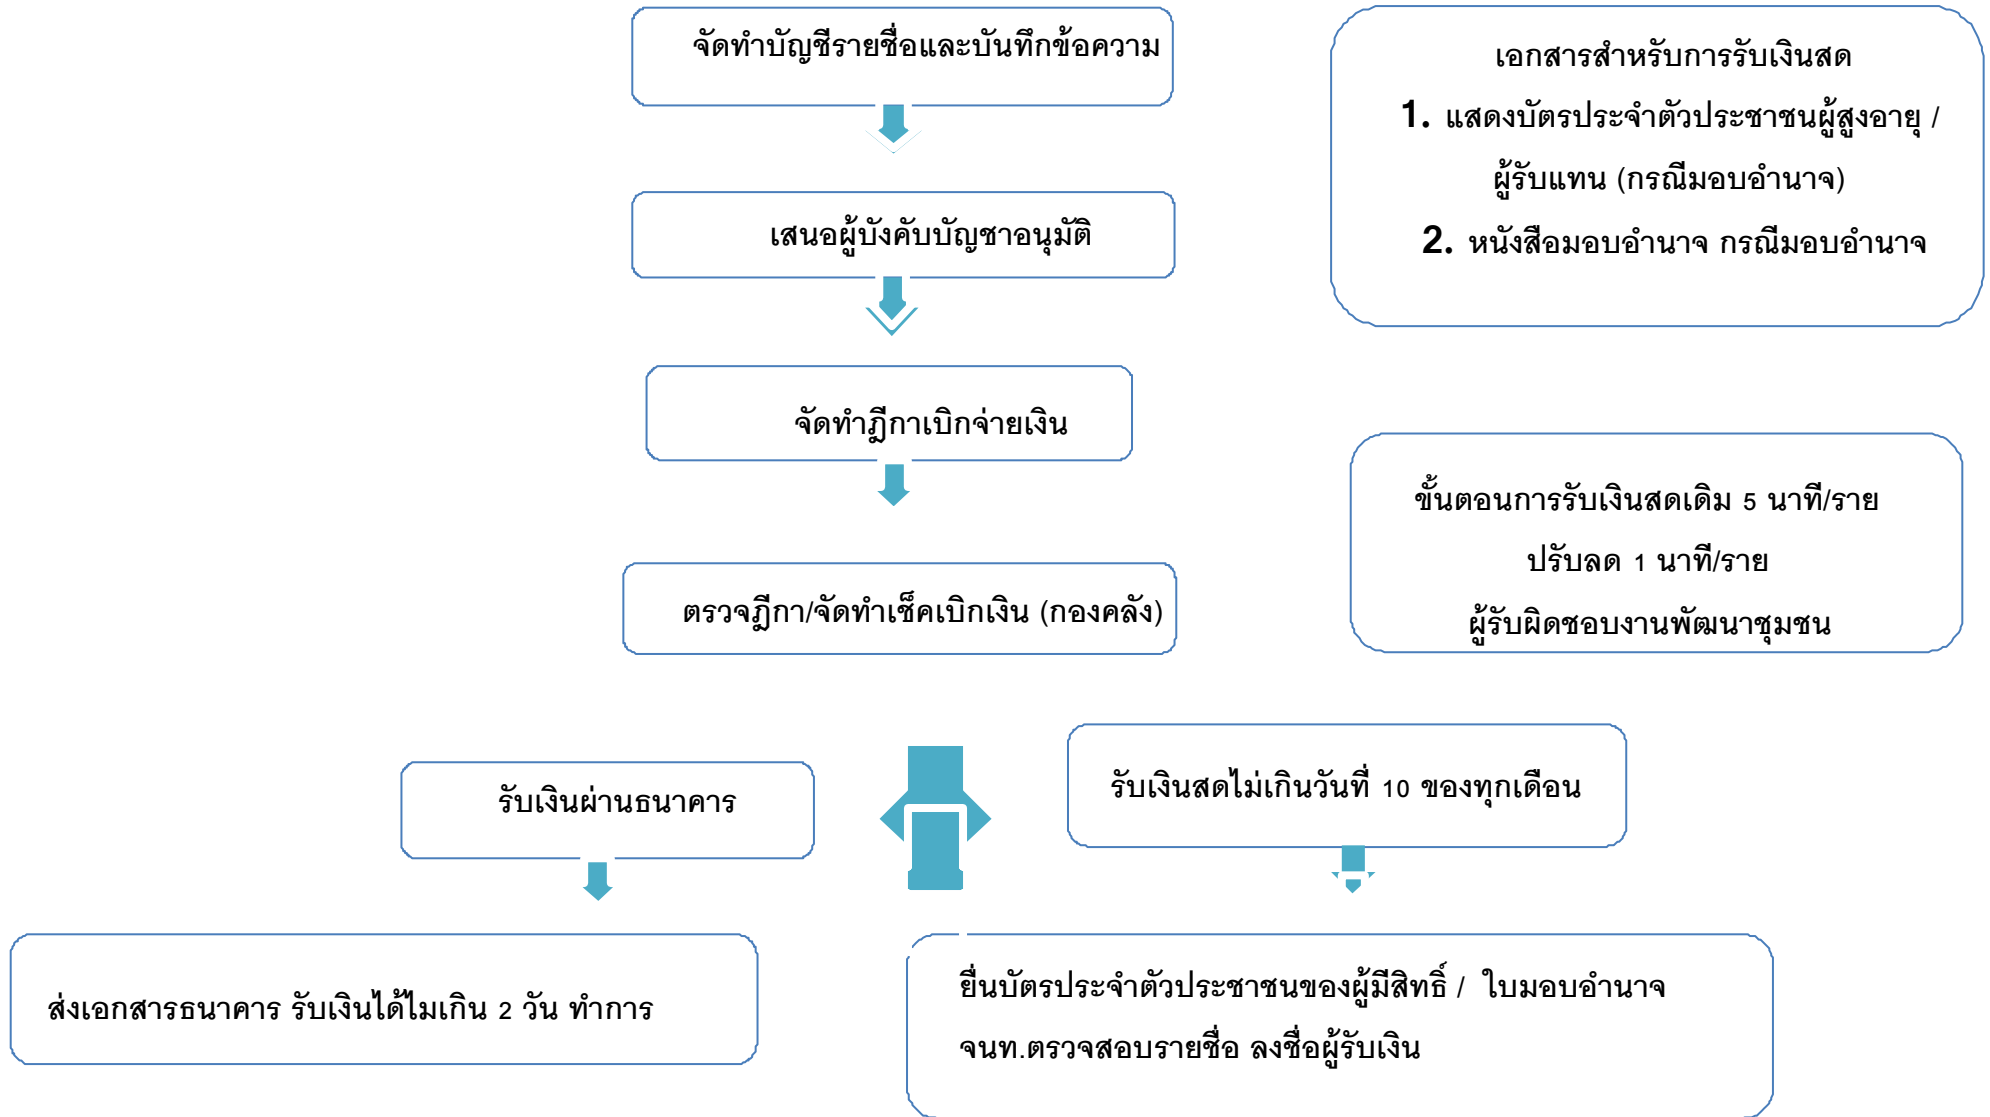 จัดทำบัญชีรายชื่อและบันทึกข้อความ
เสนอผู้บังคับบัญชาอนุมัติ
จัดทำฎีกาเบิกจ่ายเงิน
ตรวจฎีกา/จัดทำเช็คเบิกเงิน (กองคลัง)
เอกสารสำหรับการรับเงินสด
1. แสดงบัตรประจำตัวประชาชนผู้สูงอายุ /
ผู้รับแทน (กรณีมอบอำนาจ)
2. หนังสือมอบอำนาจ กรณีมอบอำนาจ
ขั้นตอนการรับเงินสดเดิม 5 นาที/ราย
ปรับลด 1 นาที/ราย
ผู้รับผิดชอบงานพัฒนาชุมชน
รับเงินผ่านธนาคาร
รับเงินสดไม่เกินวันที่ 10 ของทุกเดือน
ส่งเอกสารธนาคาร รับเงินได้ไมเกิน 2 วัน ทำการ
ยื่นบัตรประจำตัวประชาชนของผู้มีสิทธิ์ / ใบมอบอำนาจ
จนท.ตรวจสอบรายชื่อ ลงชื่อผู้รับเงิน